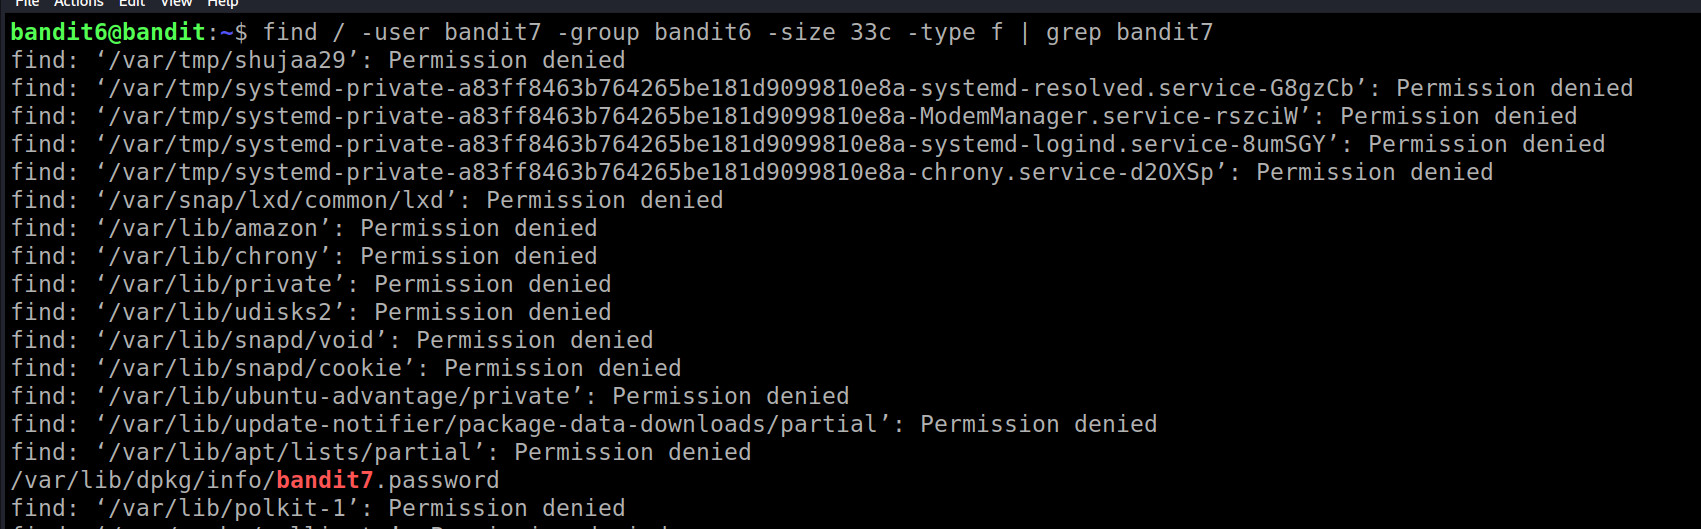 File Actions Edit View Help
bandit6@bandit:~$ find / -user bandit7 -group bandit6 -size 33c -type f | grep bandit7
find: ‘/var/tmp/shujaa29’: Permission denied
find: ‘/var/tmp/systemd-private-a83ff8463b764265be181d9099810e8a-systemd-resolved.service-G8gzCb’: Permission denied
find: ‘/var/tmp/systemd-private-a83ff8463b764265be181d9099810e8a-ModemManager.service-rszciW’: Permission denied
find: ‘/var/tmp/systemd-private-a83ff8463b764265be181d9099810e8a-systemd-logind.service-8umSGY’: Permission denied
find: ‘/var/tmp/systemd-private-a83ff8463b764265be181d9099810e8a-chrony.service-d2OXSp’: Permission denied
find: ‘/var/snap/lxd/common/lxd’: Permission denied
find: ‘/var/lib/amazon’: Permission denied
find: ‘/var/lib/chrony’: Permission denied
find: ‘/var/lib/private’: Permission denied
find: ‘/var/lib/udisks2’: Permission denied
find: ‘/var/lib/snapd/void’: Permission denied
find: ‘/var/lib/snapd/cookie’: Permission denied
find: ‘/var/lib/ubuntu-advantage/private’: Permission denied
find: ‘/var/lib/update-notifier/package-data-downloads/partial’: Permission denied
find: ‘/var/lib/apt/lists/partial’: Permission denied
/var/lib/dpkg/info/bandit7.password
find: ‘/var/lib/polkit-1’: Permission denied